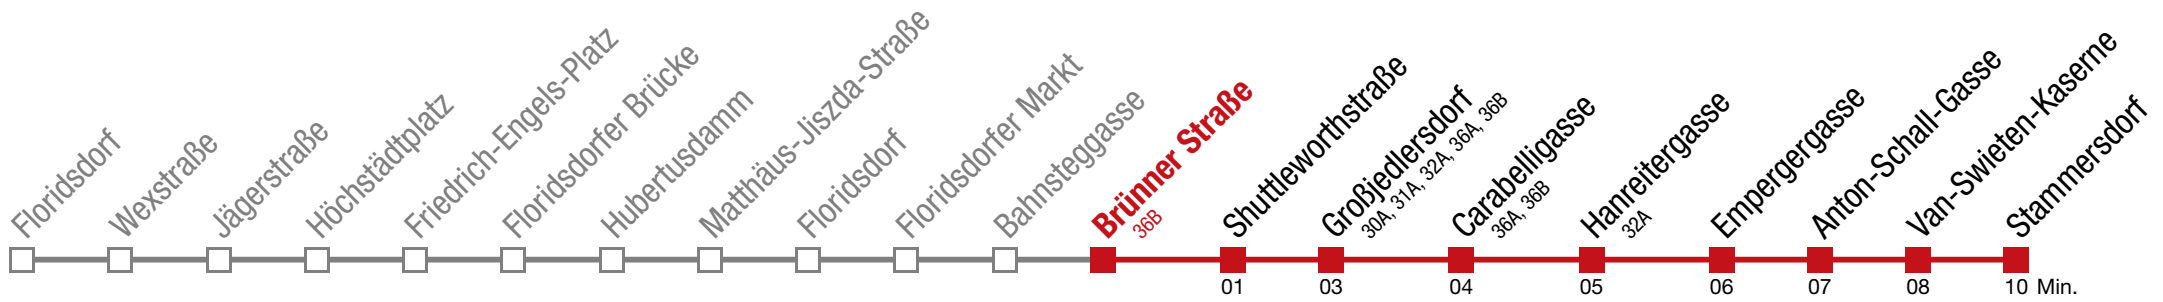 Floridsdorf
Wexstraße
Jägerstraße
Höchstädtplatz
Friedrich-Engels-Platz
Floridsdorfer Brücke
Hubertusdamm
Matthäus-Jiszda-Straße
Floridsdorf
Floridsdorfer Markt
Bahnsteggasse
Brünner Straße
36B
Shuttleworthstraße
Großjedlersdorf
30A, 31A, 32A, 36A, 36B
Carabelligasse
36A, 36B
Hanreitergasse
32A
Empergergasse
Anton-Schall-Gasse
Van-Swieten-Kaserne
Stammersdorf
01 03 04 05 06 07 08 10 Min.